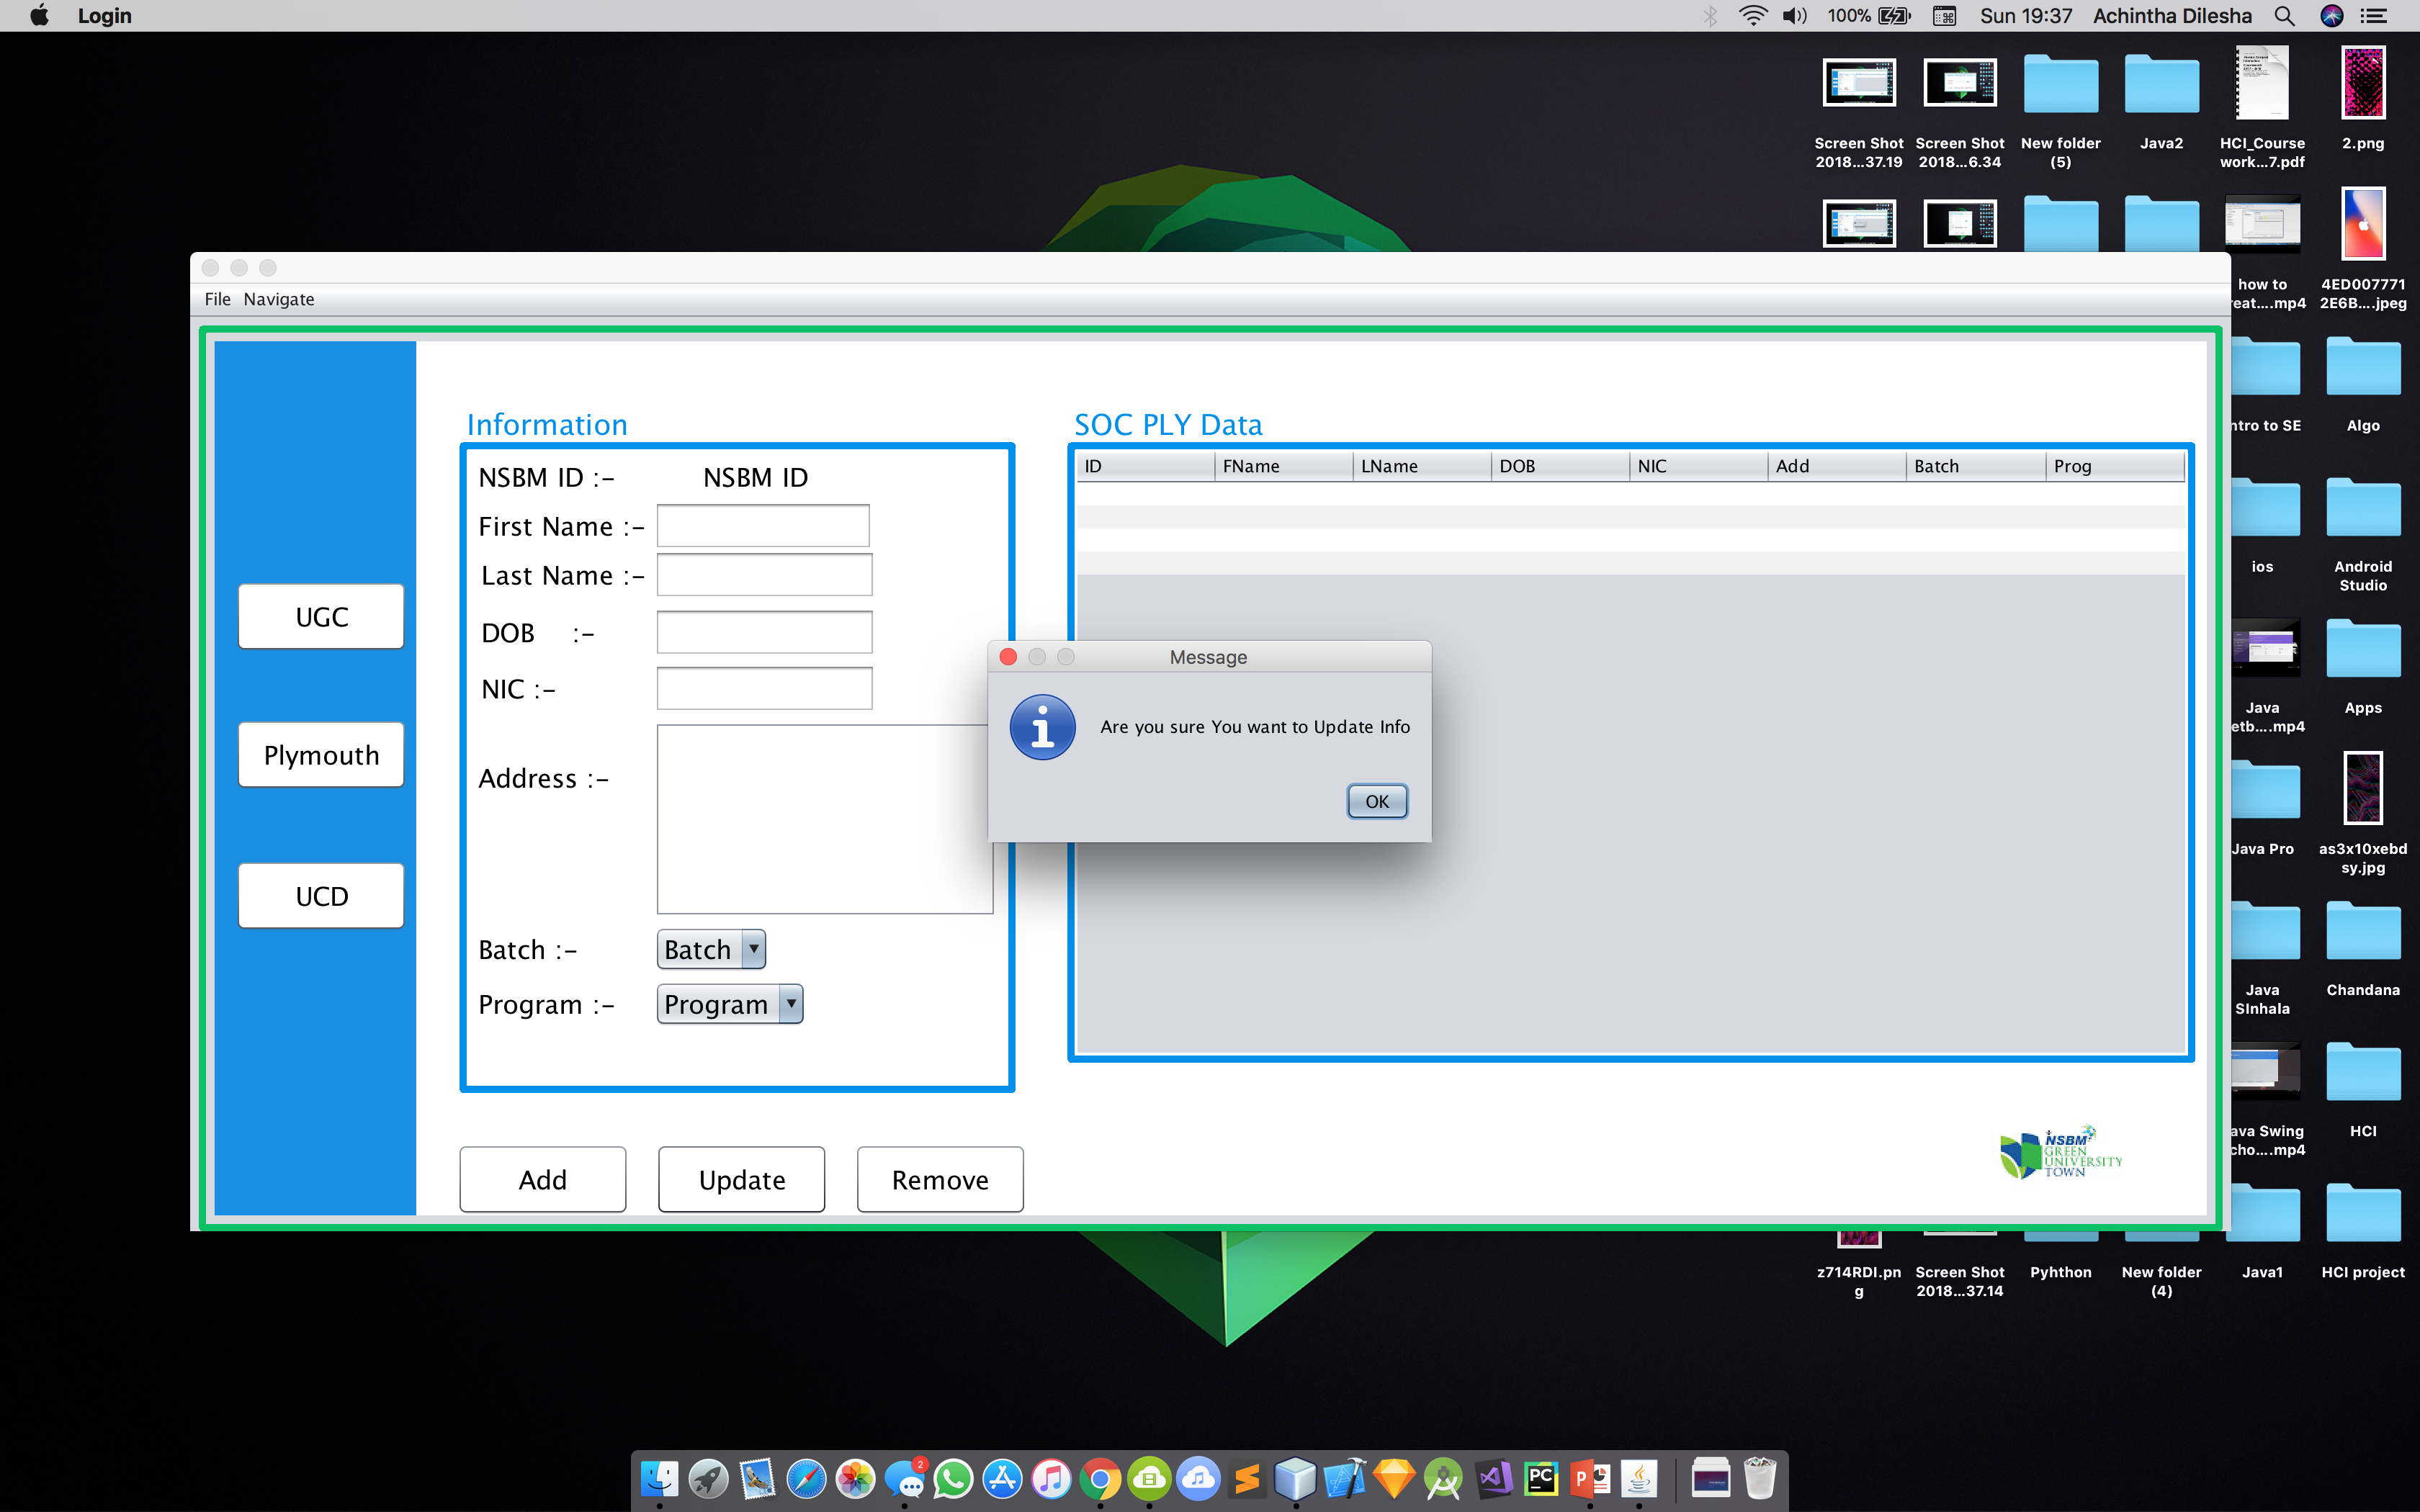 Login
100%
Sun 19:37
Achintha Dilesha
Screen Shot 2018...37.19
Screen Shot 2018...6.34
New folder (5)
Java2
HCI_Course work...7.pdf
2.png
how to
reat....mp4
4ED007771 2E6B....jpeg
File Navigate
Information
NSBM ID :- NSBM ID
First Name :-
Last Name :-
DOB :-
NIC :-
Address :-
Batch :- Batch
Program :- Program
UGC
Plymouth
UCD
Add
Update
Remove
SOC PLY Data
ID FName LName DOB NIC Add Batch Prog
Message
Are you sure You want to Update Info
OK
NSBM
GREEN
UNIVERSITY
TOWN
ntro to SE
Algo
ios
Android Studio
Java
etb....mp4
Apps
Java Pro
as3x10xebd sy.jpg
Java SInhala
Chandana
ava Swing
cho....mp4
HCI
z714RDI.pn g
Screen Shot 2018...37.14
Pyhthon
New folder (4)
Java1
HCI project
2
PC
P